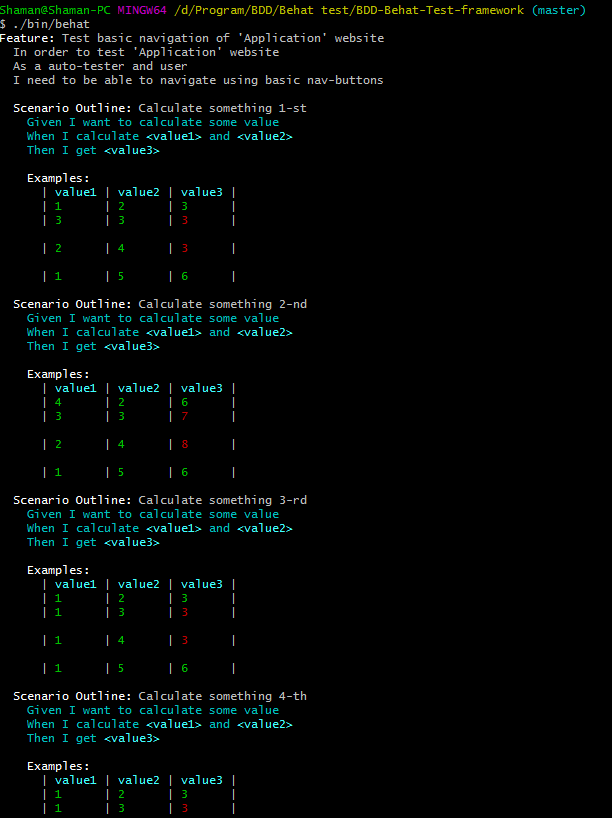 Shaman@Shaman-PC MINGW64 /d/Program/BDD/Behat test/BDD-Behat-Test-framework (master)
$ ./bin/behat
Feature: Test basic navigation of 'Application' website
  In order to test 'Application' website
  As a auto-tester and user
  I need to be able to navigate using basic nav-buttons

  Scenario Outline: Calculate something 1-st
    Given I want to calculate some value
    When I calculate <value1> and <value2>
    Then I get <value3>

    Examples:
      | value1 | value2 | value3 |
      | 1      | 2      | 3      |
      | 3      | 3      | 3      |

      | 2      | 4      | 3      |

      | 1      | 5      | 6      |

  Scenario Outline: Calculate something 2-nd
    Given I want to calculate some value
    When I calculate <value1> and <value2>
    Then I get <value3>

    Examples:
      | value1 | value2 | value3 |
      | 4      | 2      | 6      |
      | 3      | 3      | 7      |

      | 2      | 4      | 8      |

      | 1      | 5      | 6      |

  Scenario Outline: Calculate something 3-rd
    Given I want to calculate some value
    When I calculate <value1> and <value2>
    Then I get <value3>

    Examples:
      | value1 | value2 | value3 |
      | 1      | 2      | 3      |
      | 1      | 3      | 3      |

      | 1      | 4      | 3      |

      | 1      | 5      | 6      |

  Scenario Outline: Calculate something 4-th
    Given I want to calculate some value
    When I calculate <value1> and <value2>
    Then I get <value3>

    Examples:
      | value1 | value2 | value3 |
      | 1      | 2      | 3      |
      | 1      | 3      | 3      |